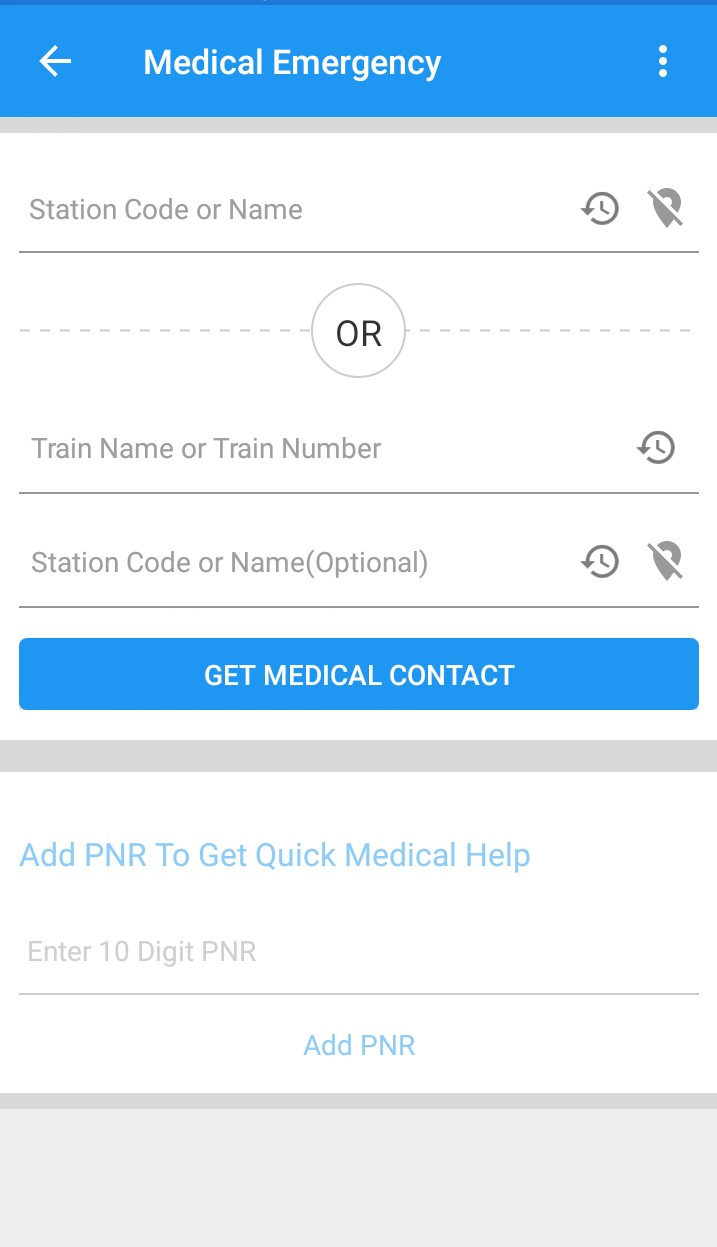 Medical Emergency
Station Code or Name
OR
Train Name or Train Number
Station Code or Name(Optional)
GET MEDICAL CONTACT
Add PNR To Get Quick Medical Help
Enter 10 Digit PNR
Add PNR